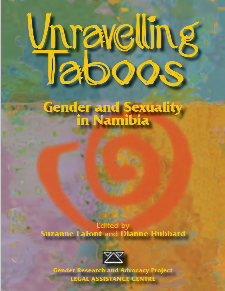 Unravelling
Taboos
Gender and Sexuality
in Namibia
Edited by
Suzanne LaFont and Dianne Hubbard
Gender Research and Advocacy Project
LEGAL ASSISTANCE CENTRE